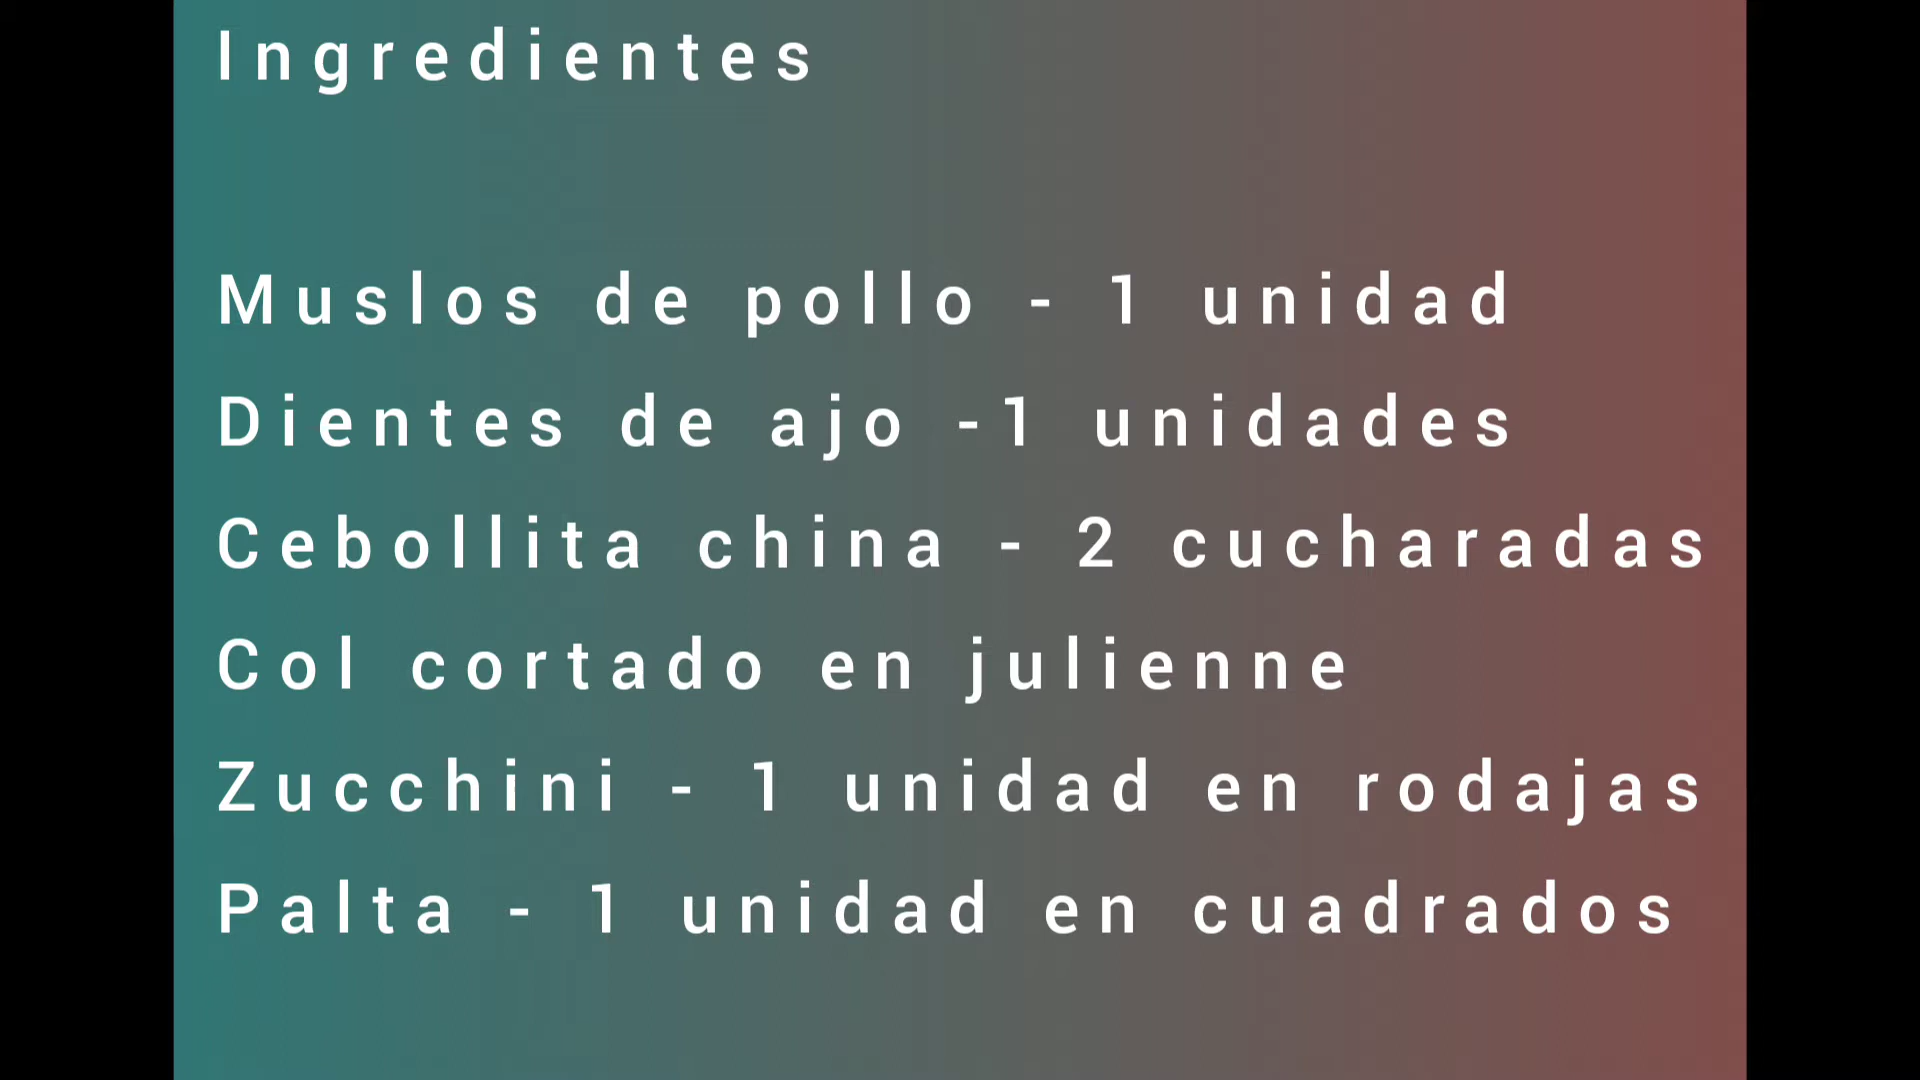 Ingredientes
Muslos de pollo - 1 unidad
Dientes de ajo -1 unidades
Cebollita china - 2 cucharadas
Col cortado en julienne
Zucchini - 1 unidad en rodajas
Palta - 1 unidad en cuadrados